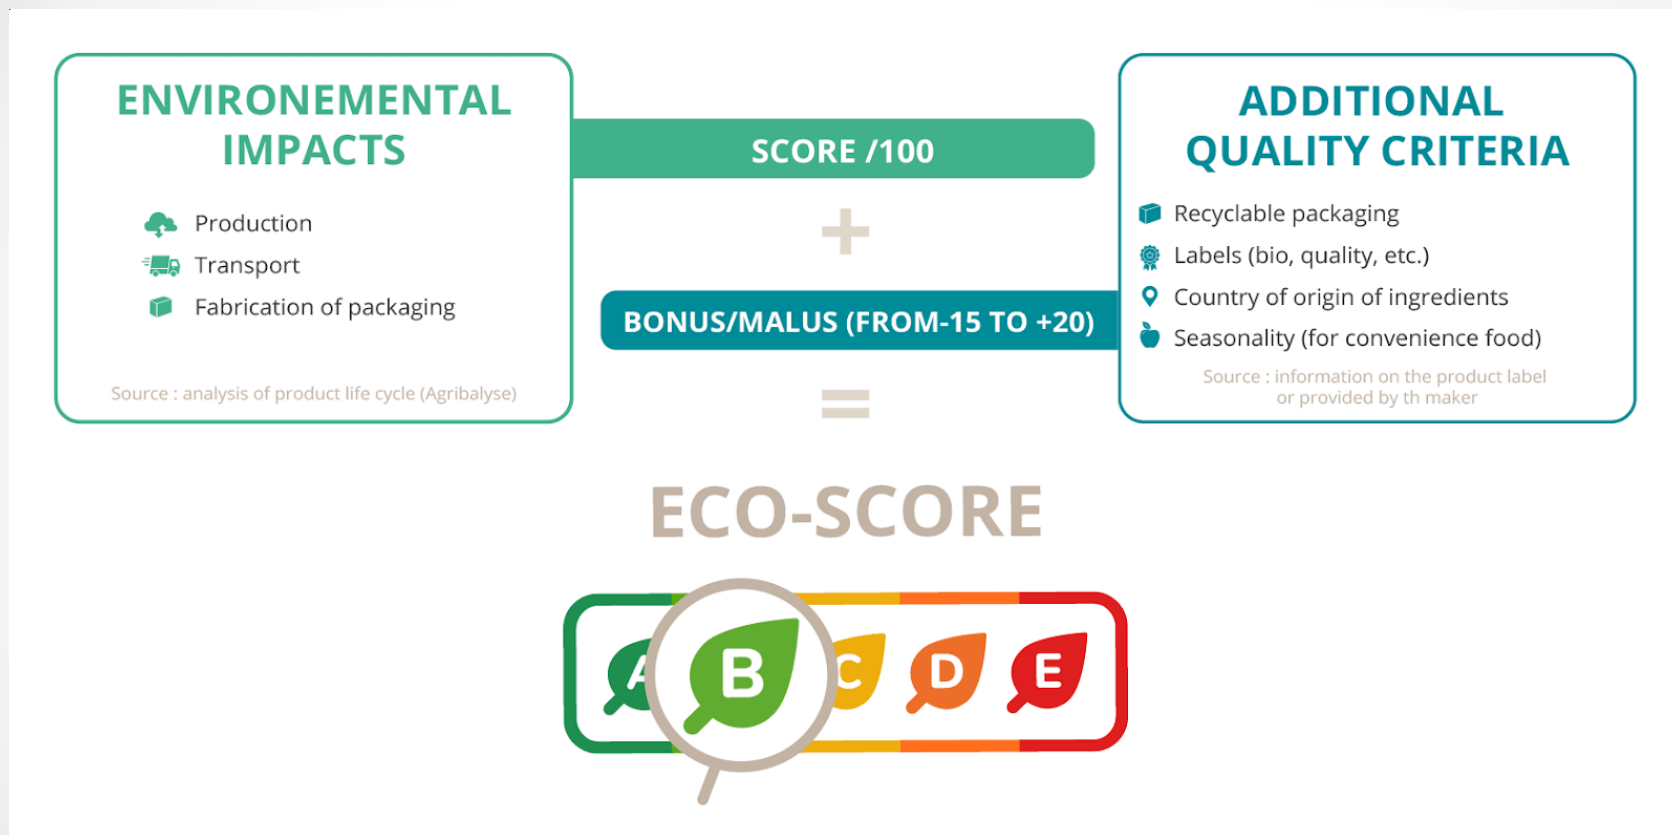 ENVIRONEMENTAL
IMPACTS
Production
Transport
Fabrication of packaging
Source : analysis of product life cycle (Agribalyse)
SCORE /100
+
BONUS/MALUS (FROM-15 TO +20)
=
ADDITIONAL
QUALITY CRITERIA
Recyclable packaging
Labels (bio, quality, etc.)
Country of origin of ingredients
Seasonality (for convenience food)
Source : information on the product label
or provided by th maker
ECO-SCORE
A B C D E